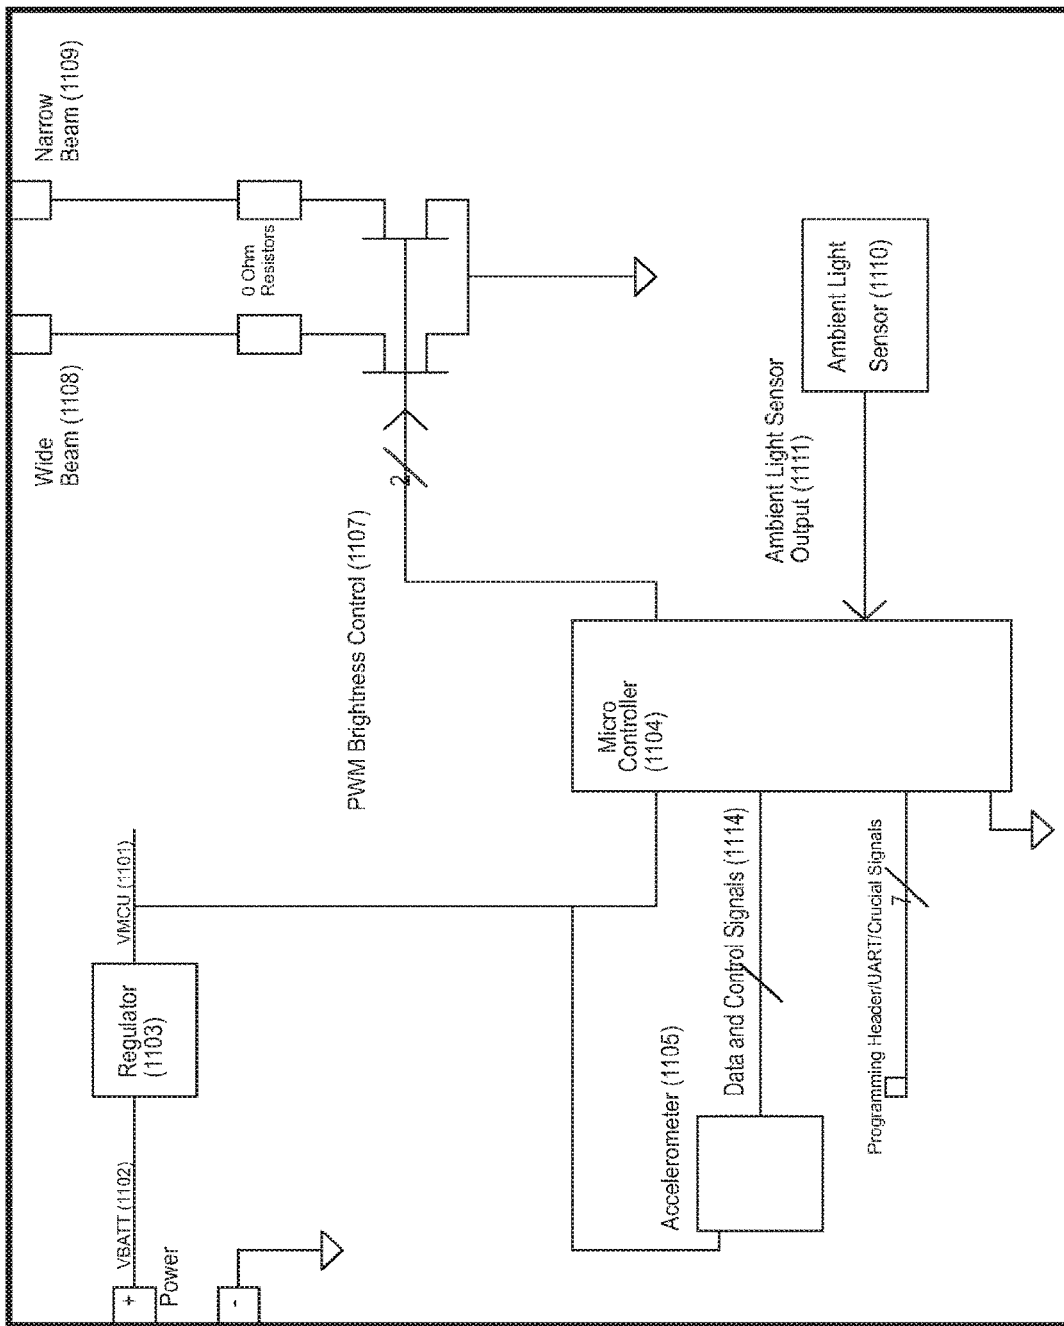 +
Power
-
VBATT (1102)
Regulator
(1103)
VMCU (1101)
Accelerometer (1105)
Data and Control Signals (1114)
Programming Header/UART/Crucial Signals
7
Micro
Controller
(1104)
PWM Brightness Control (1107)
2
Wide
Beam (1108)
Narrow
Beam (1109)
0 Ohm
Resistors
Ambient Light Sensor
Output (1111)
Ambient Light
Sensor (1110)